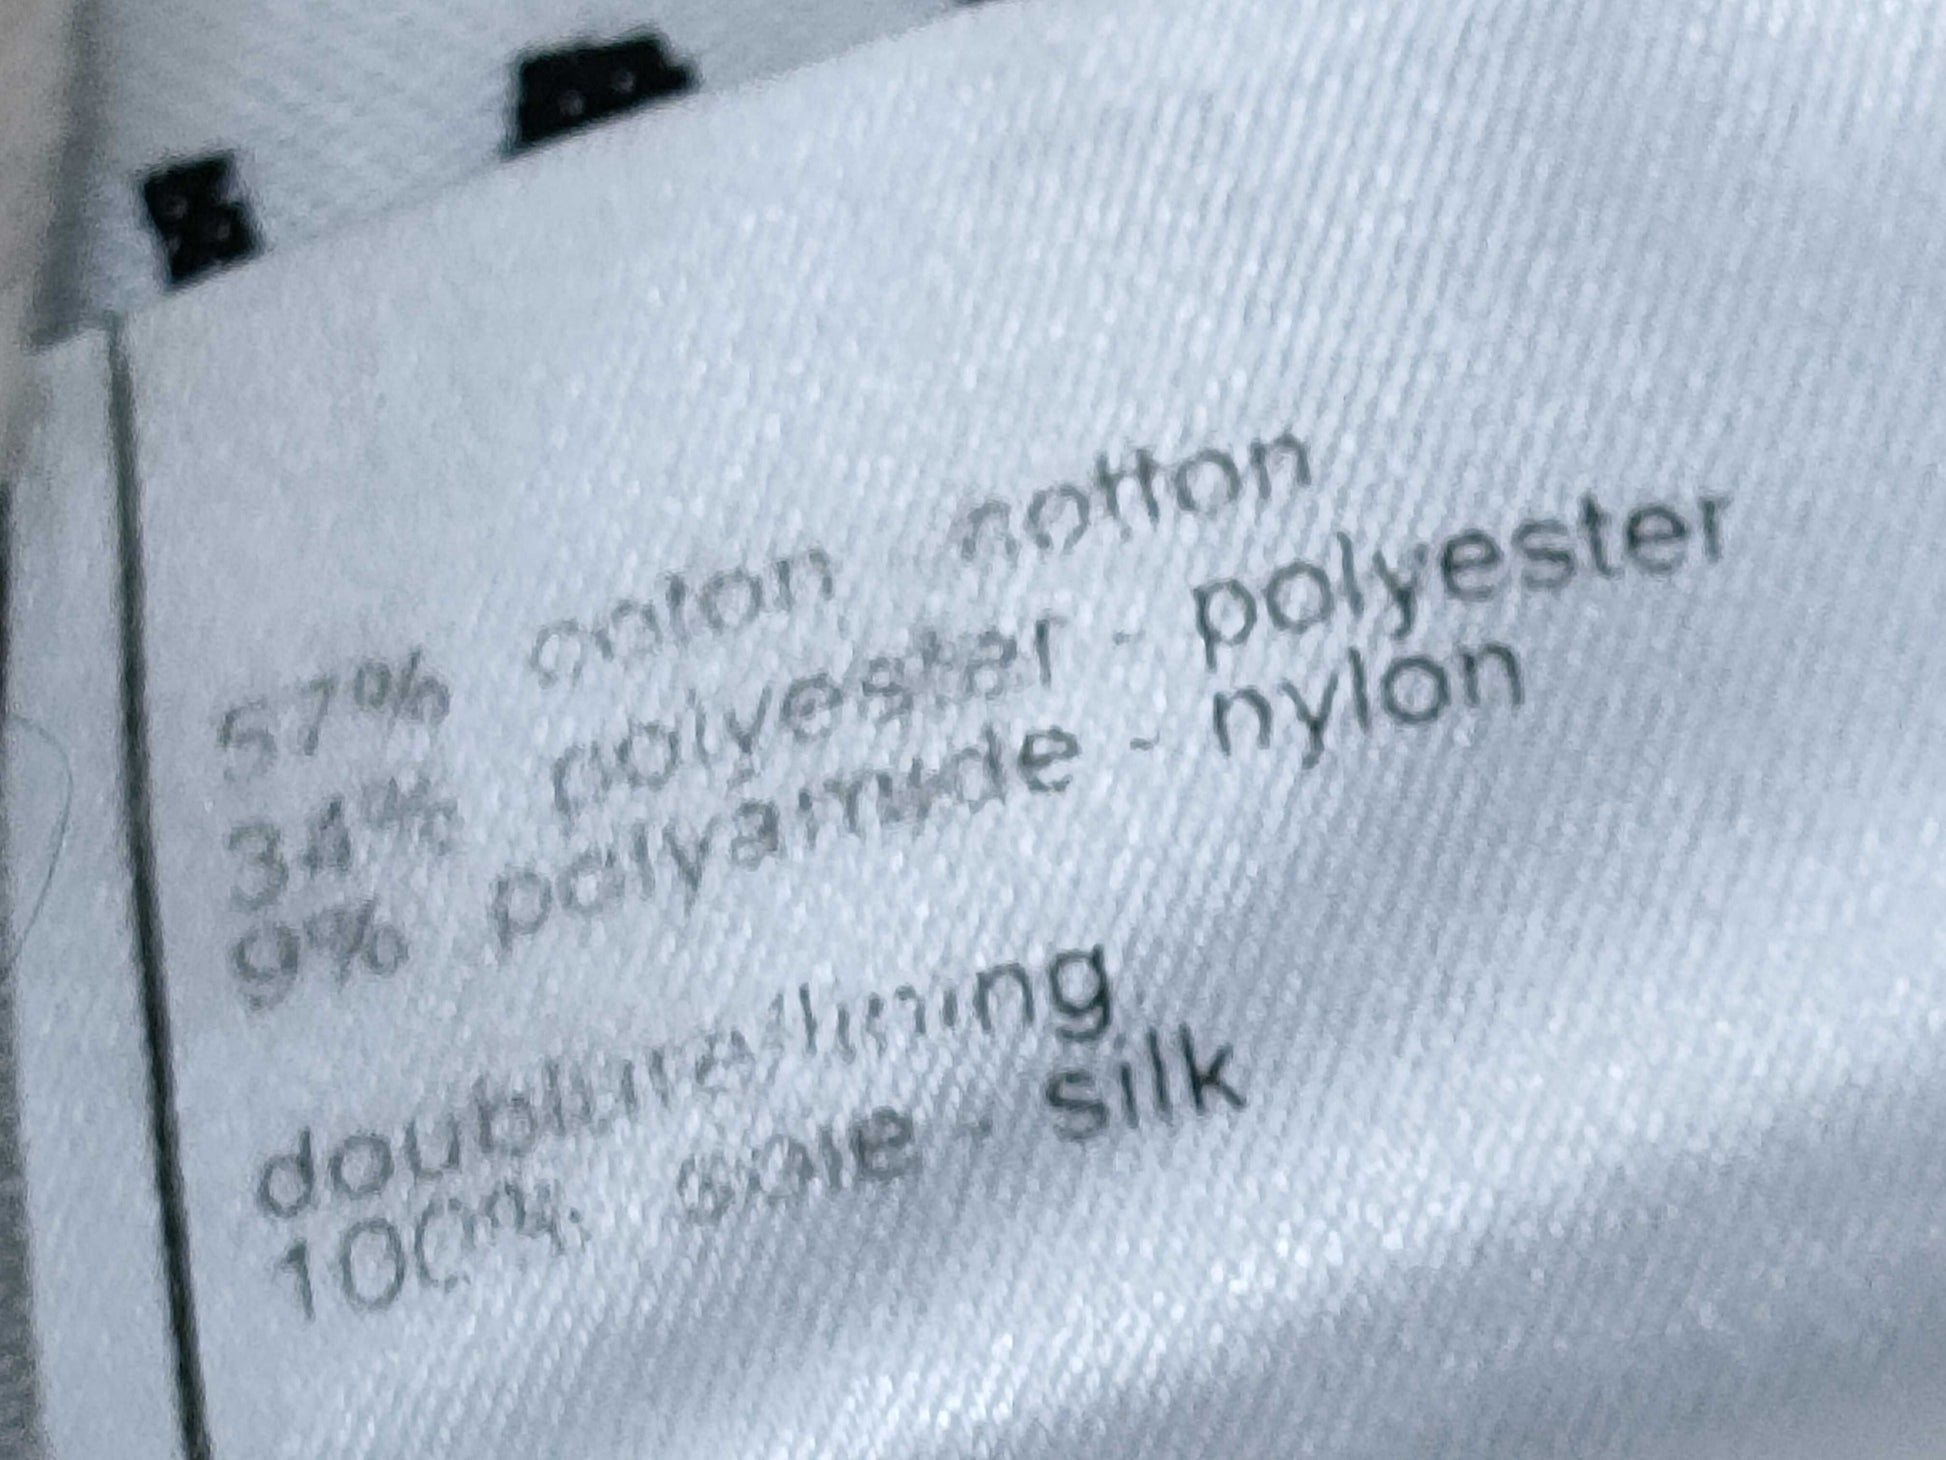 57% coton cotton
34% polyester - polyester
9% polyamide - nylon
doublure/lining
100% soie - silk